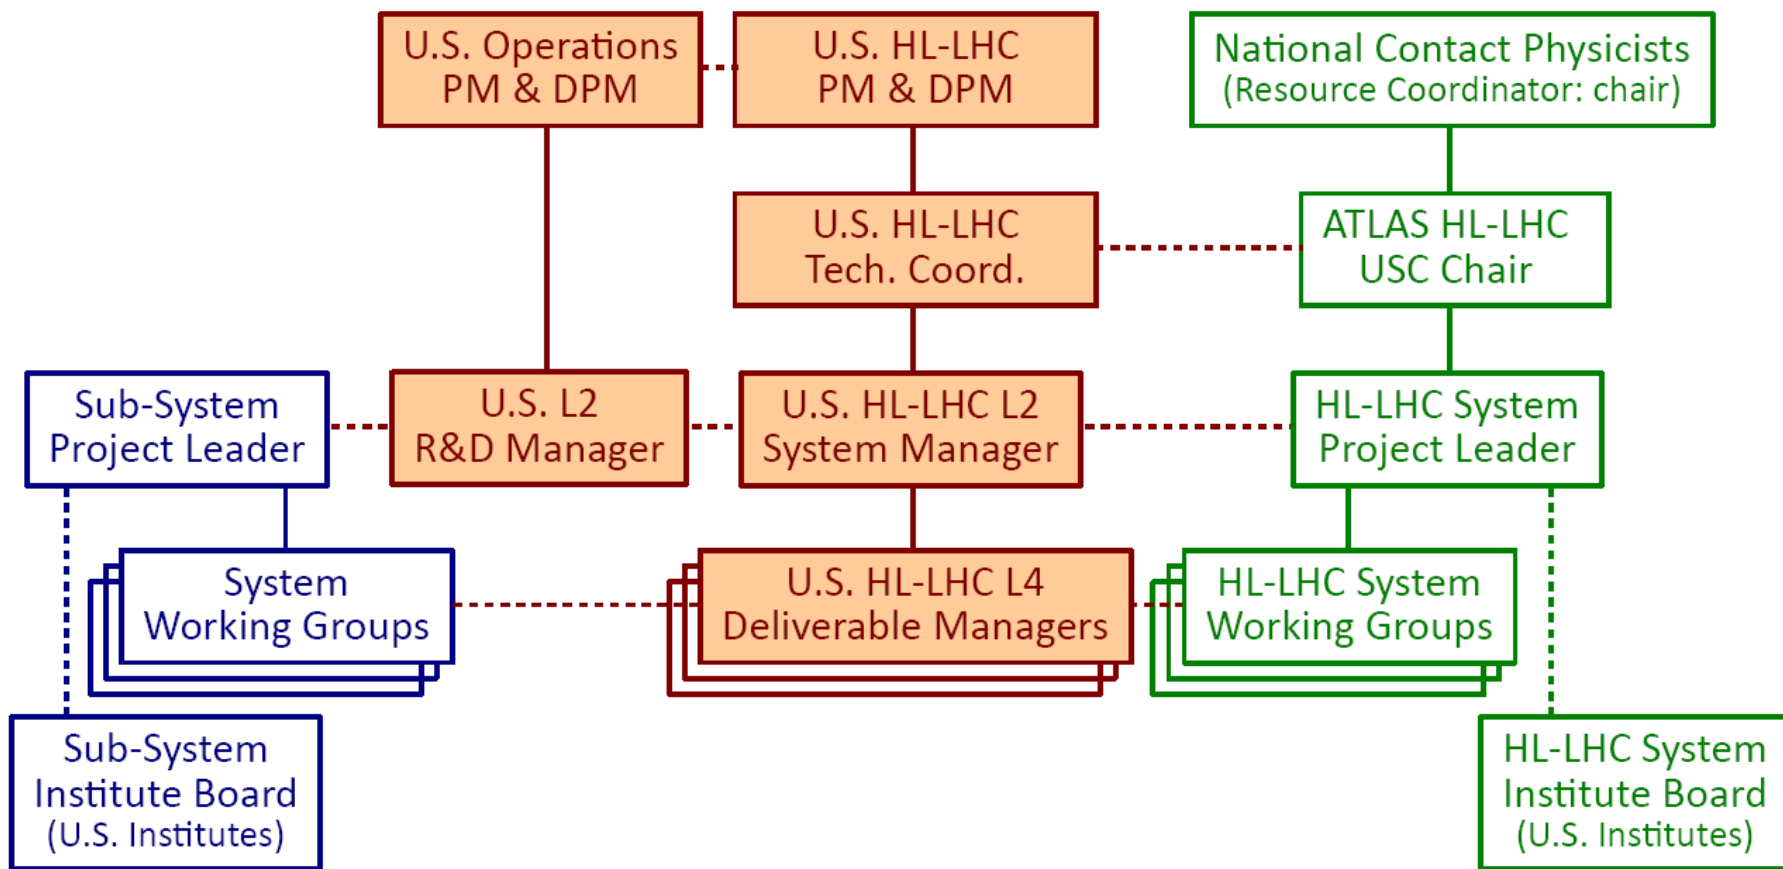 U.S. Operations
PM & DPM
U.S. HL-LHC
PM & DPM
National Contact Physicists
(Resource Coordinator: chair)
U.S. HL-LHC
Tech. Coord.
ATLAS HL-LHC
USC Chair
Sub-System
Project Leader
U.S. L2
R&D Manager
U.S. HL-LHC L2
System Manager
HL-LHC System
Project Leader
System
Working Groups
U.S. HL-LHC L4
Deliverable Managers
HL-LHC System
Working Groups
Sub-System
Institute Board
(U.S. Institutes)
HL-LHC System
Institute Board
(U.S. Institutes)